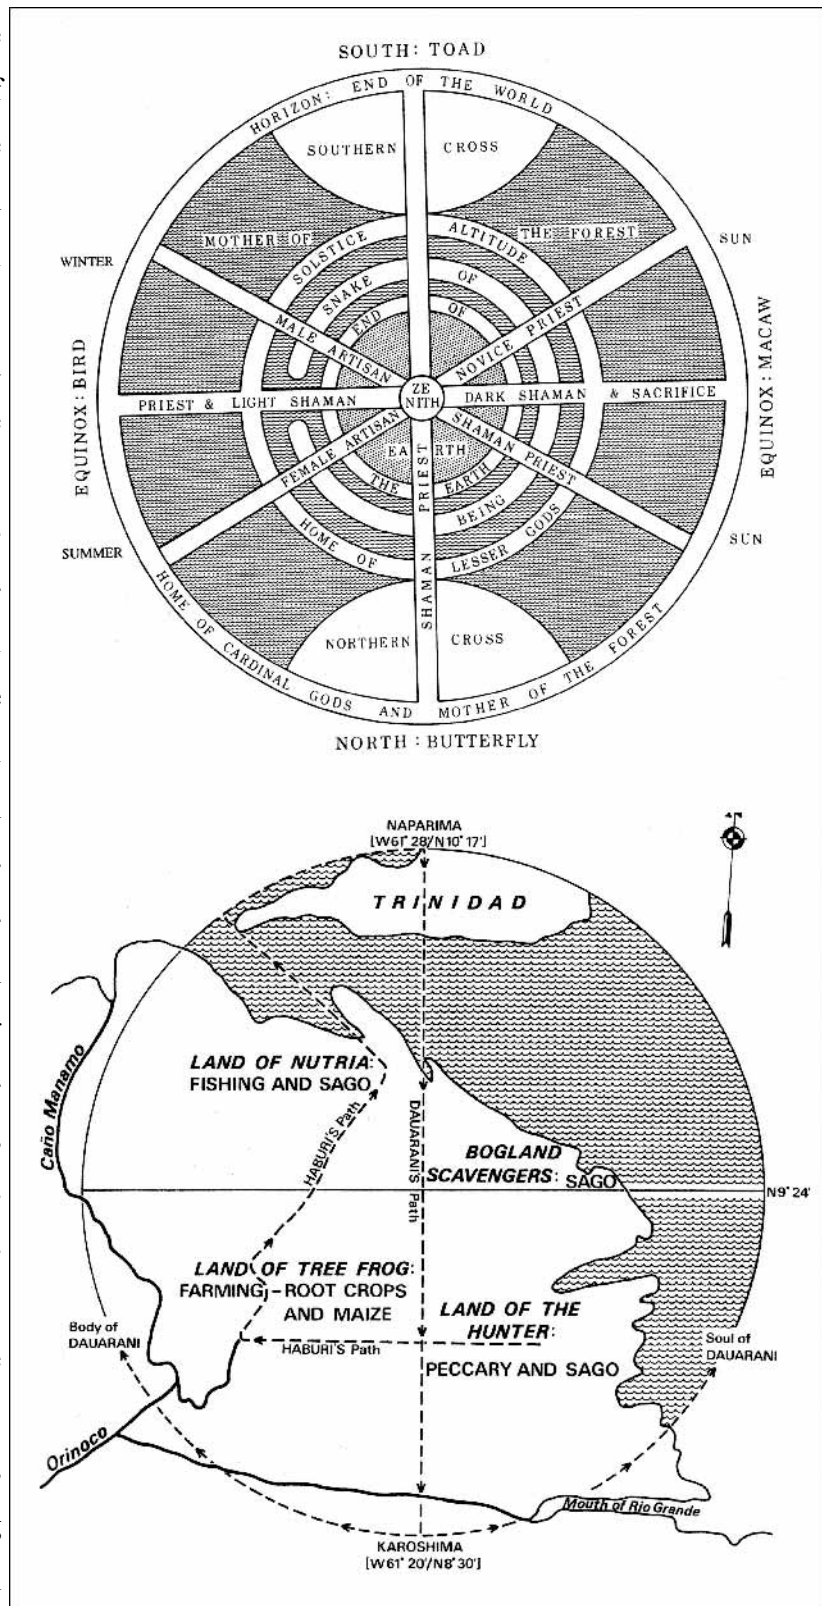 SOUTH: TOAD
HORIZON: END OF THE WORLD
SOUTHERN CROSS
MOTHER OF THE FOREST
WINTER
SUN
SOLSTICE ALTITUDE
SNAKE OF
END OF
MALE ARTISAN
NOVICE PRIEST
EQUINOX: BIRD
EQUINOX: MACAW
PRIEST & LIGHT SHAMAN
ZE
NITH
DARK SHAMAN & SACRIFICE
FEMALE ARTISAN
SHAMAN PRIEST
EARTH
THE EARTH
BEING
HOME OF LESSER GODS
SHAMAN PRIEST
SUMMER
SUN
NORTHERN CROSS
HOME OF CARDINAL GODS AND MOTHER OF THE FOREST
NORTH: BUTTERFLY
NAPARIMA
[W61° 28'/N10° 17']
TRINIDAD
Caño Manamo
LAND OF NUTRIA:
FISHING AND SAGO
HABURI'S Path
DAUARANI'S Path
BOGLAND
SCAVENGERS: SAGO
N9° 24'
LAND OF TREE FROG:
FARMING – ROOT CROPS
AND MAIZE
LAND OF THE
HUNTER:
PECCARY AND SAGO
HABURI'S Path
Body of
DAUARANI
Soul of
DAUARANI
Orinoco
Mouth of Rio Grande
KAROSHIMA
[W61° 20'/N8° 30']